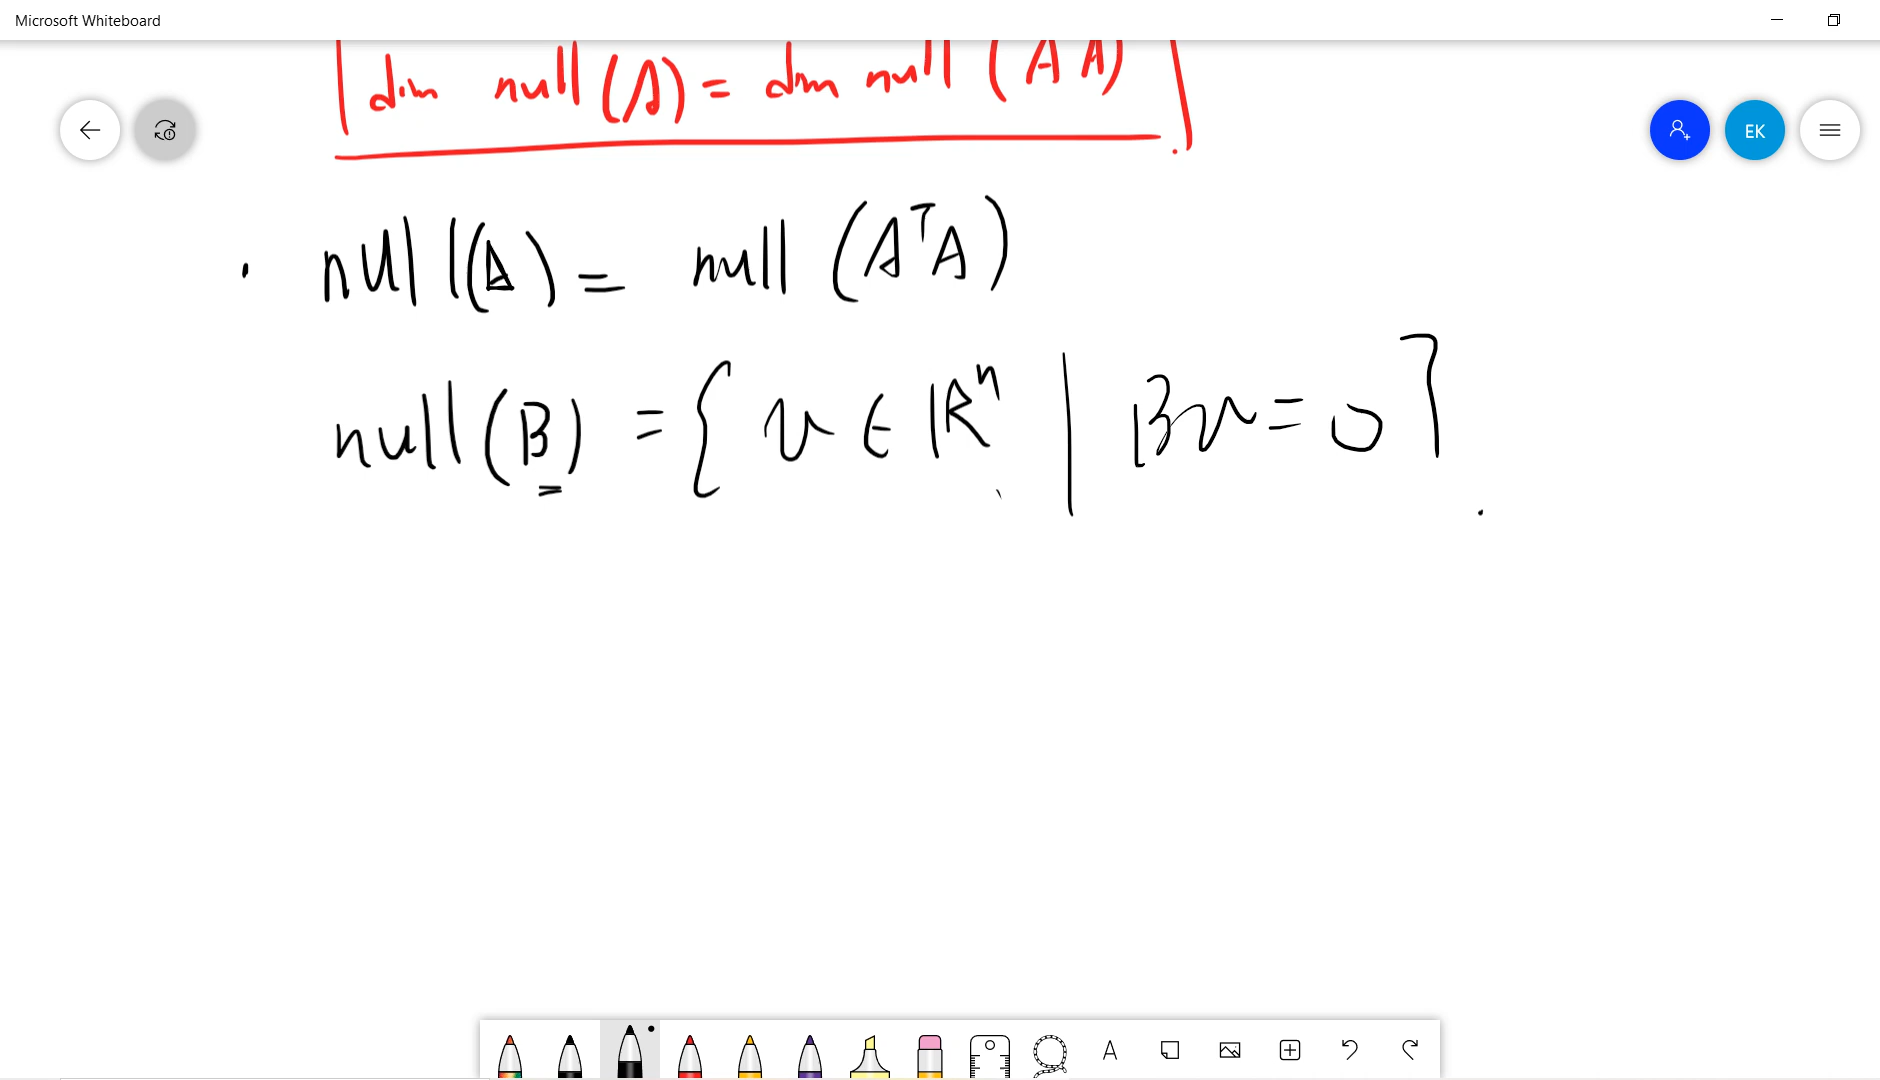 Microsoft Whiteboard
dim null(A) = dim null (A A)
EK
• null(A) = null (AᵀA)
null(B) = { v ∈ ℝⁿ | Bv = 0 }.
A